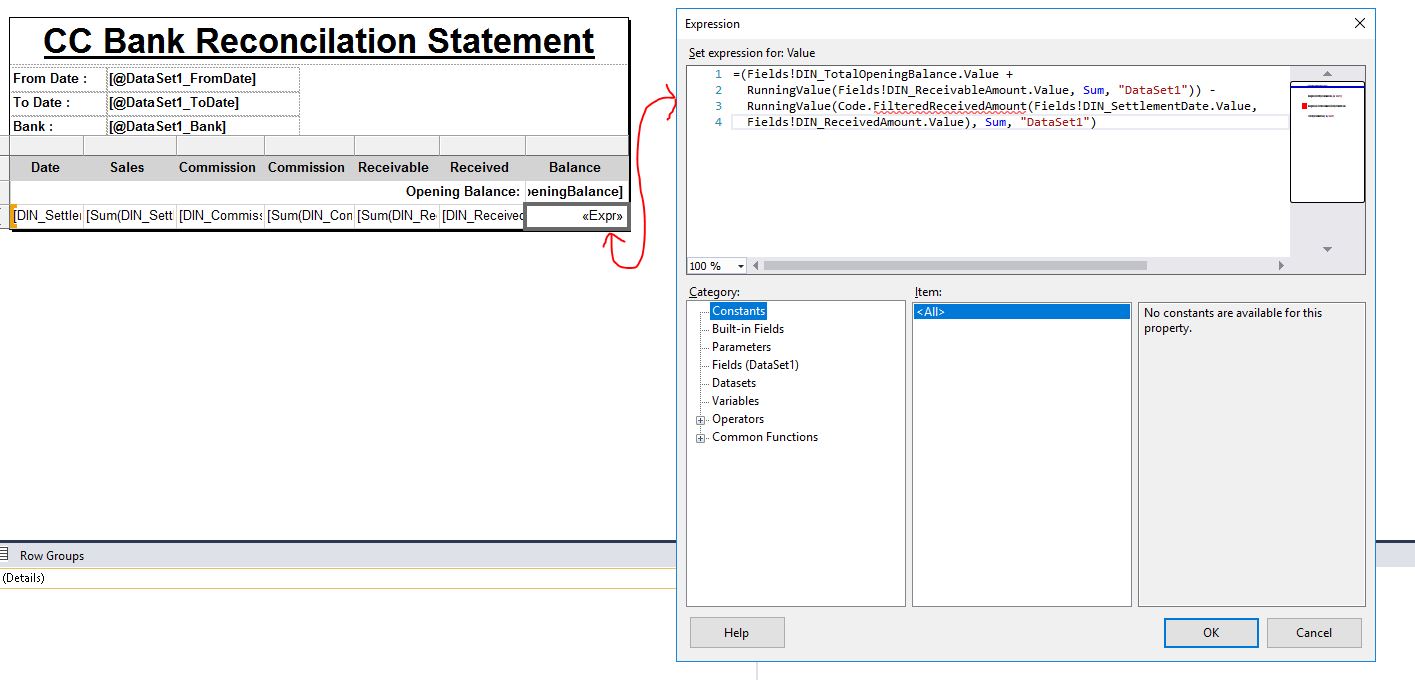 CC Bank Reconcilation Statement
From Date : [@DataSet1_FromDate]
To Date : [@DataSet1_ToDate]
Bank : [@DataSet1_Bank]
Date Sales Commission Commission Receivable Received Balance
Opening Balance: peningBalance]
[DIN_Settler [Sum(DIN_Sett [DIN_Commiss [Sum(DIN_Con [Sum(DIN_Re [DIN_Received «Expr»
Row Groups
(Details)
Expression
Set expression for: Value
1 =(Fields!DIN_TotalOpeningBalance.Value +
2 RunningValue(Fields!DIN_ReceivableAmount.Value, Sum, "DataSet1")) -
3 RunningValue(Code.FilteredReceivedAmount(Fields!DIN_SettlementDate.Value,
4 Fields!DIN_ReceivedAmount.Value), Sum, "DataSet1")
100 %
Category:
Constants
Built-in Fields
Parameters
Fields (DataSet1)
Datasets
Variables
Operators
Common Functions
Item:
<All>
No constants are available for this
property.
Help
OK
Cancel